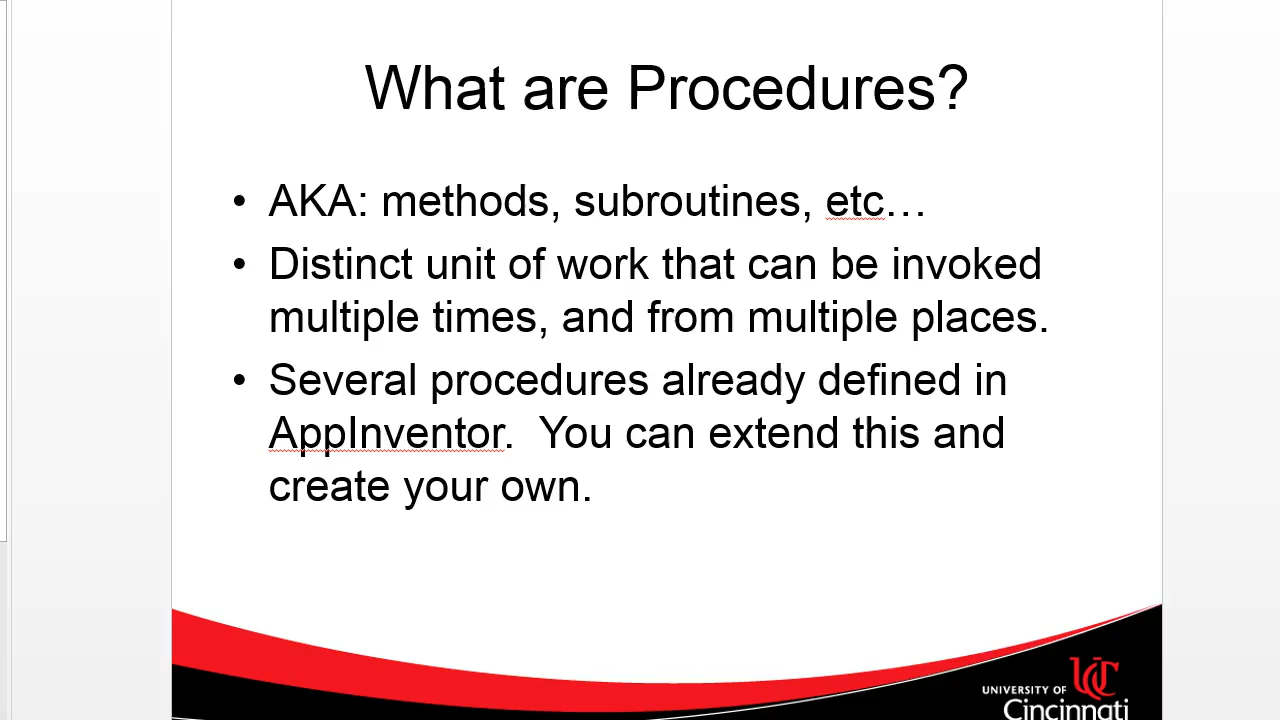 What are Procedures?
• AKA: methods, subroutines, etc…
• Distinct unit of work that can be invoked
multiple times, and from multiple places.
• Several procedures already defined in
AppInventor.  You can extend this and
create your own.
UC
UNIVERSITY OF
Cincinnati